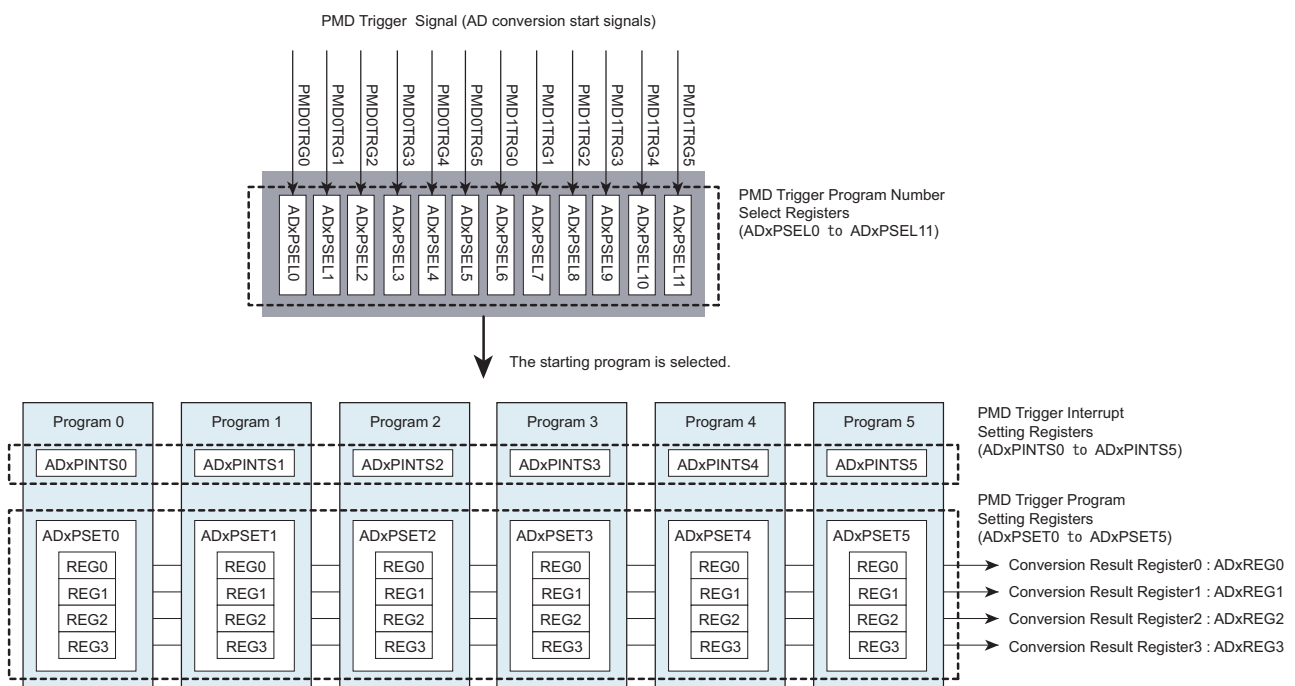 PMD Trigger Signal (AD conversion start signals)
PMD0TRG0
PMD0TRG1
PMD0TRG2
PMD0TRG3
PMD0TRG4
PMD0TRG5
PMD1TRG0
PMD1TRG1
PMD1TRG2
PMD1TRG3
PMD1TRG4
PMD1TRG5
ADxPSEL0
ADxPSEL1
ADxPSEL2
ADxPSEL3
ADxPSEL4
ADxPSEL5
ADxPSEL6
ADxPSEL7
ADxPSEL8
ADxPSEL9
ADxPSEL10
ADxPSEL11
PMD Trigger Program Number
Select Registers
(ADxPSEL0 to ADxPSEL11)
The starting program is selected.
Program 0
Program 1
Program 2
Program 3
Program 4
Program 5
PMD Trigger Interrupt
Setting Registers
(ADxPINTS0 to ADxPINTS5)
ADxPINTS0
ADxPINTS1
ADxPINTS2
ADxPINTS3
ADxPINTS4
ADxPINTS5
PMD Trigger Program
Setting Registers
(ADxPSET0 to ADxPSET5)
ADxPSET0
ADxPSET1
ADxPSET2
ADxPSET3
ADxPSET4
ADxPSET5
REG0
REG0
REG0
REG0
REG0
REG0
Conversion Result Register0 : ADxREG0
REG1
REG1
REG1
REG1
REG1
REG1
Conversion Result Register1 : ADxREG1
REG2
REG2
REG2
REG2
REG2
REG2
Conversion Result Register2 : ADxREG2
REG3
REG3
REG3
REG3
REG3
REG3
Conversion Result Register3 : ADxREG3